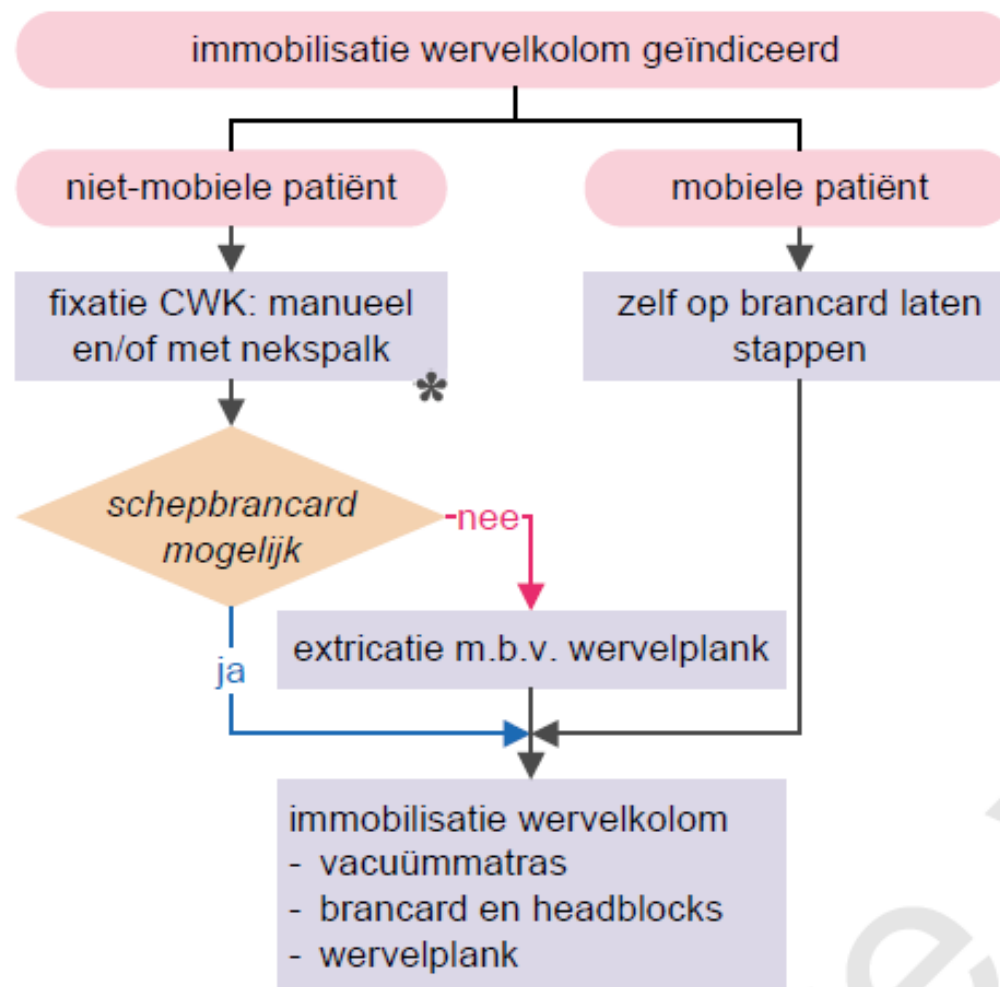 immobilisatie wervelkolom geïndiceerd
niet-mobiele patiënt
mobiele patiënt
fixatie CWK: manueel
en/of met nekspalk
*
zelf op brancard laten
stappen
schepbrancard
mogelijk
nee
extricatie m.b.v. wervelplank
ja
immobilisatie wervelkolom
- vacuümmatras
- brancard en headblocks
- wervelplank